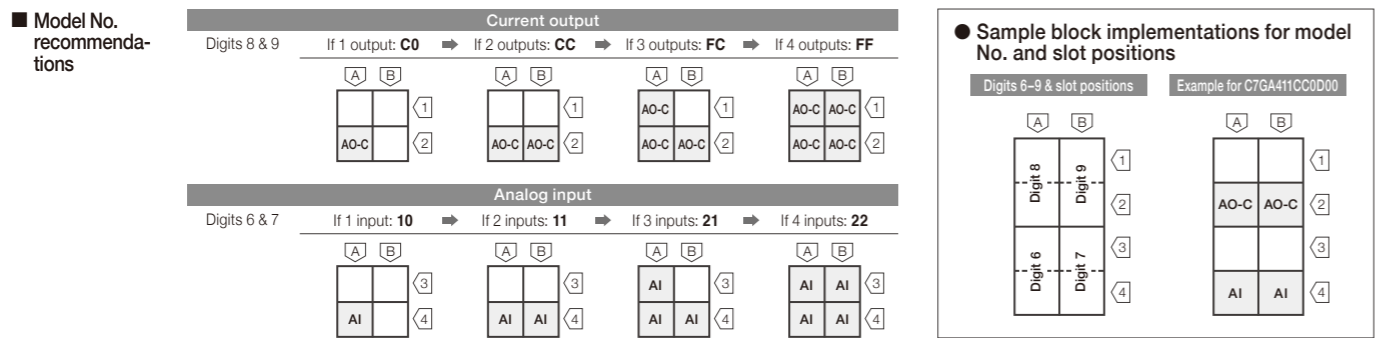 ■ Model No.
recommenda-
tions
Current output
Digits 8 & 9 If 1 output: C0 ➡ If 2 outputs: CC ➡ If 3 outputs: FC ➡ If 4 outputs: FF
A B A B A B A B
1 1 AO-C 1 AO-C AO-C 1
AO-C 2 AO-C AO-C 2 AO-C AO-C 2 AO-C AO-C 2
Analog input
Digits 6 & 7 If 1 input: 10 ➡ If 2 inputs: 11 ➡ If 3 inputs: 21 ➡ If 4 inputs: 22
A B A B A B A B
3 3 AI 3 AI AI 3
AI 4 AI AI 4 AI AI 4 AI AI 4
● Sample block implementations for model
No. and slot positions
Digits 6–9 & slot positions
A B
Digit 8 Digit 9 1
2
Digit 6 Digit 7 3
4
Example for C7GA411CC0D00
A B
1
AO-C AO-C 2
3
AI AI 4